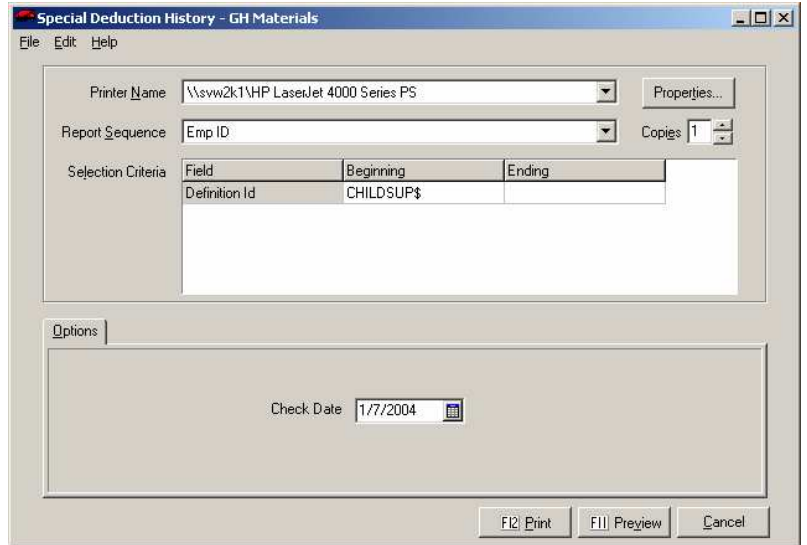 Special Deduction History - GH Materials
File Edit Help
Printer Name \\svw2k1\HP LaserJet 4000 Series PS Properties...
Report Sequence Emp ID Copies 1
Selection Criteria Field Beginning Ending
Definition Id CHILDSUP$
Options
Check Date 1/7/2004
F12 Print F11 Preview Cancel